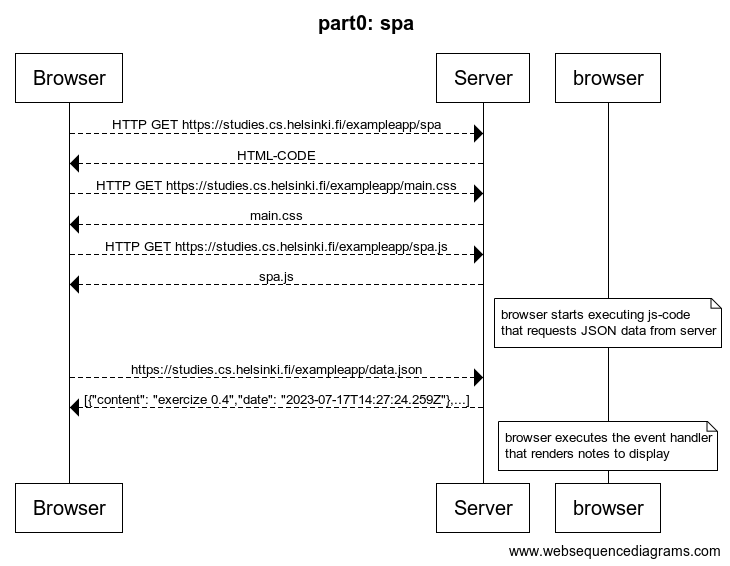 part0: spa
Browser
Server
browser
HTTP GET https://studies.cs.helsinki.fi/exampleapp/spa
HTML-CODE
HTTP GET https://studies.cs.helsinki.fi/exampleapp/main.css
main.css
HTTP GET https://studies.cs.helsinki.fi/exampleapp/spa.js
spa.js
browser starts executing js-code
that requests JSON data from server
https://studies.cs.helsinki.fi/exampleapp/data.json
[{"content": "exercize 0.4","date": "2023-07-17T14:27:24.259Z"},...]
browser executes the event handler
that renders notes to display
Browser
Server
browser
www.websequencediagrams.com